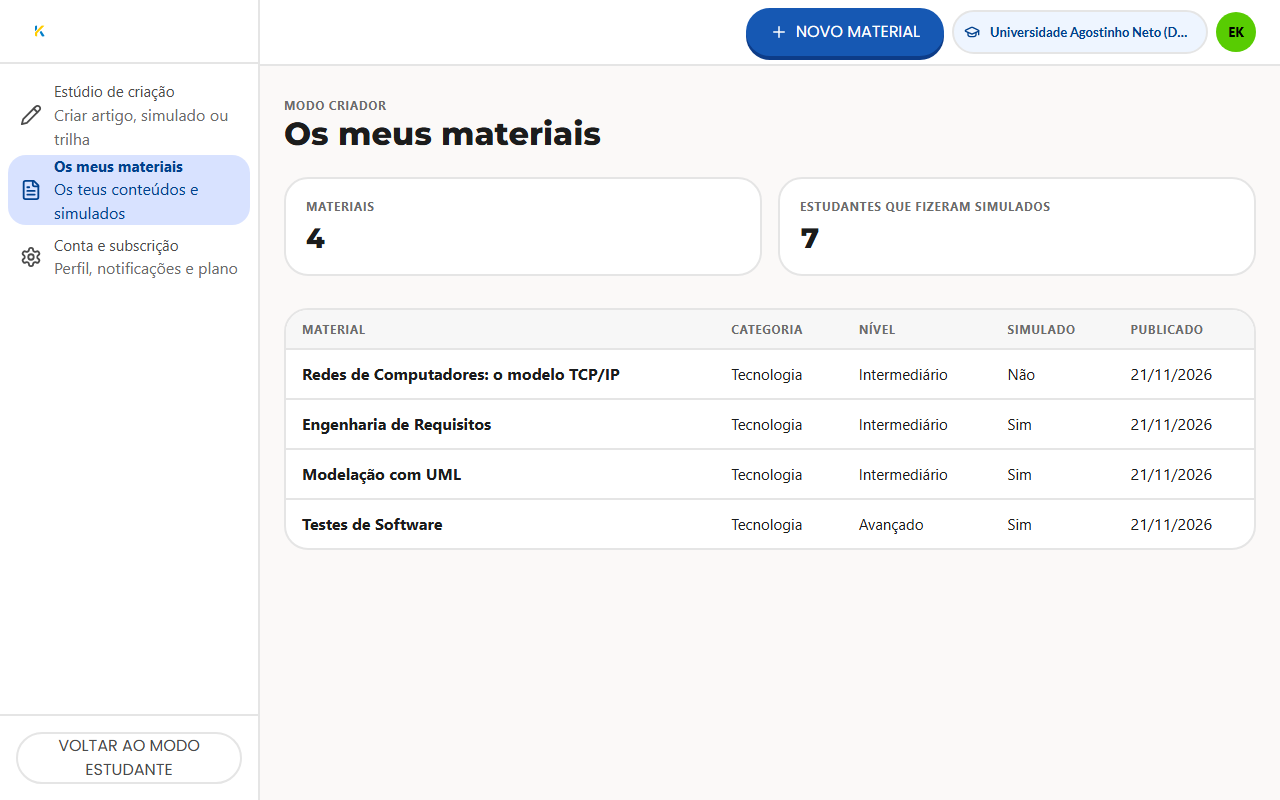 K
NOVO MATERIAL
Universidade Agostinho Neto (D...
EK
Estúdio de criação
Criar artigo, simulado ou
trilha
Os meus materiais
Os teus conteúdos e
simulados
Conta e subscrição
Perfil, notificações e plano
VOLTAR AO MODO
ESTUDANTE
MODO CRIADOR
Os meus materiais
MATERIAIS
4
ESTUDANTES QUE FIZERAM SIMULADOS
7
MATERIAL CATEGORIA NÍVEL SIMULADO PUBLICADO
Redes de Computadores: o modelo TCP/IP Tecnologia Intermediário Não 21/11/2026
Engenharia de Requisitos Tecnologia Intermediário Sim 21/11/2026
Modelação com UML Tecnologia Intermediário Sim 21/11/2026
Testes de Software Tecnologia Avançado Sim 21/11/2026